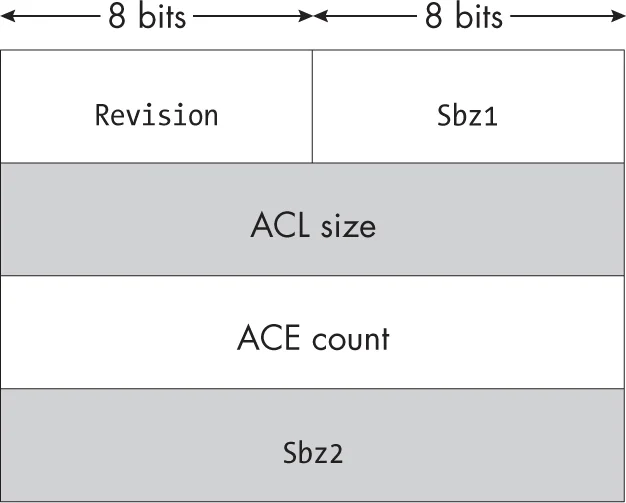 8 bits 8 bits
Revision Sbz1
ACL size
ACE count
Sbz2